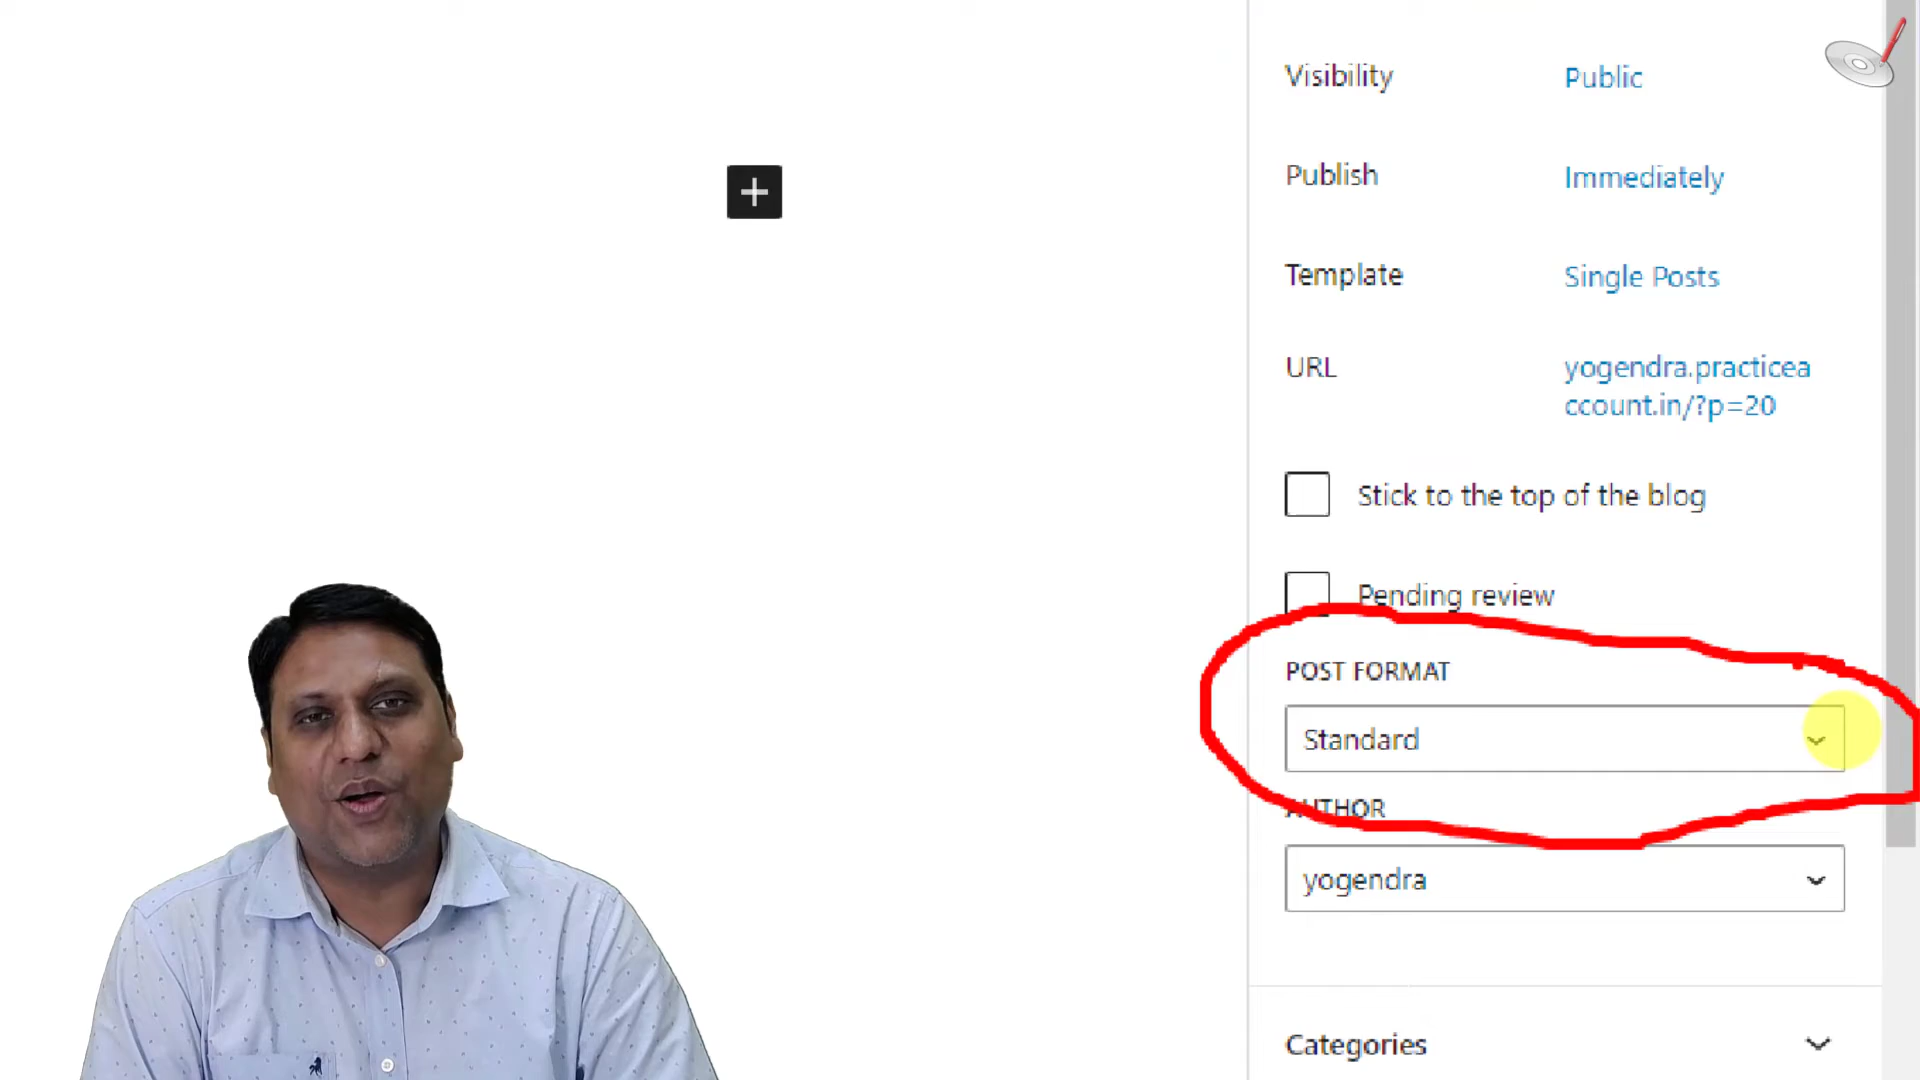 Visibility Public
Publish Immediately
Template Single Posts
URL yogendra.practicea
ccount.in/?p=20
Stick to the top of the blog
Pending review
POST FORMAT
Standard
AUTHOR
yogendra
Categories